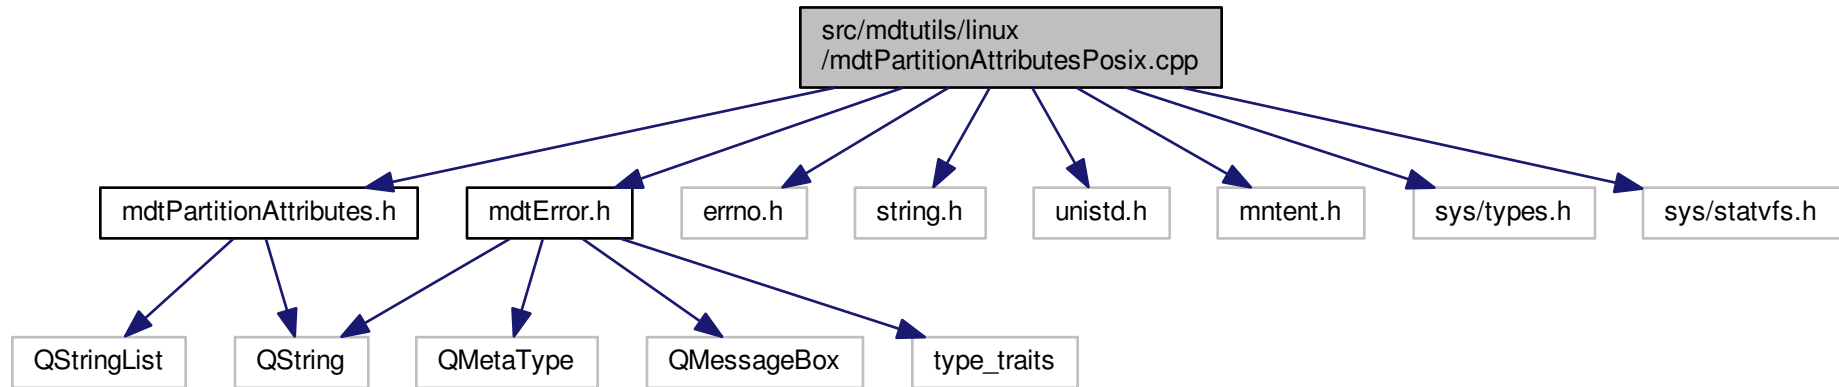 src/mdtutils/linux
/mdtPartitionAttributesPosix.cpp
mdtPartitionAttributes.h
mdtError.h
errno.h
string.h
unistd.h
mntent.h
sys/types.h
sys/statvfs.h
QStringList
QString
QMetaType
QMessageBox
type_traits